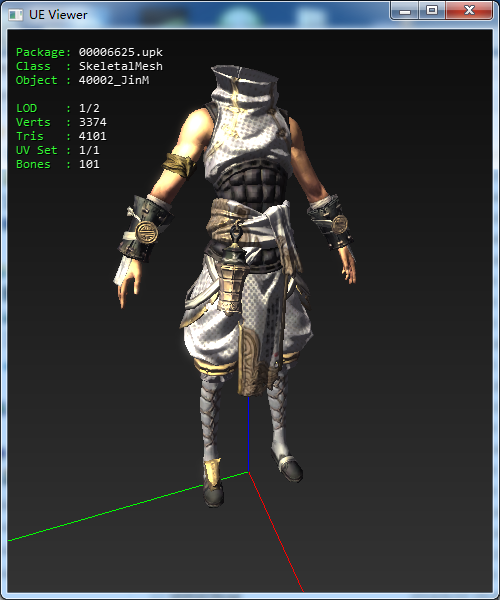 UE Viewer
Package: 00006625.upk
Class : SkeletalMesh
Object : 40002_JinM
LOD : 1/2
Verts : 3374
Tris : 4101
UV Set : 1/1
Bones : 101